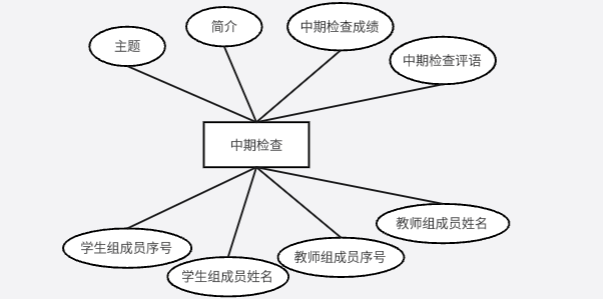 主题
简介
中期检查成绩
中期检查评语
中期检查
学生组成员序号
学生组成员姓名
教师组成员序号
教师组成员姓名